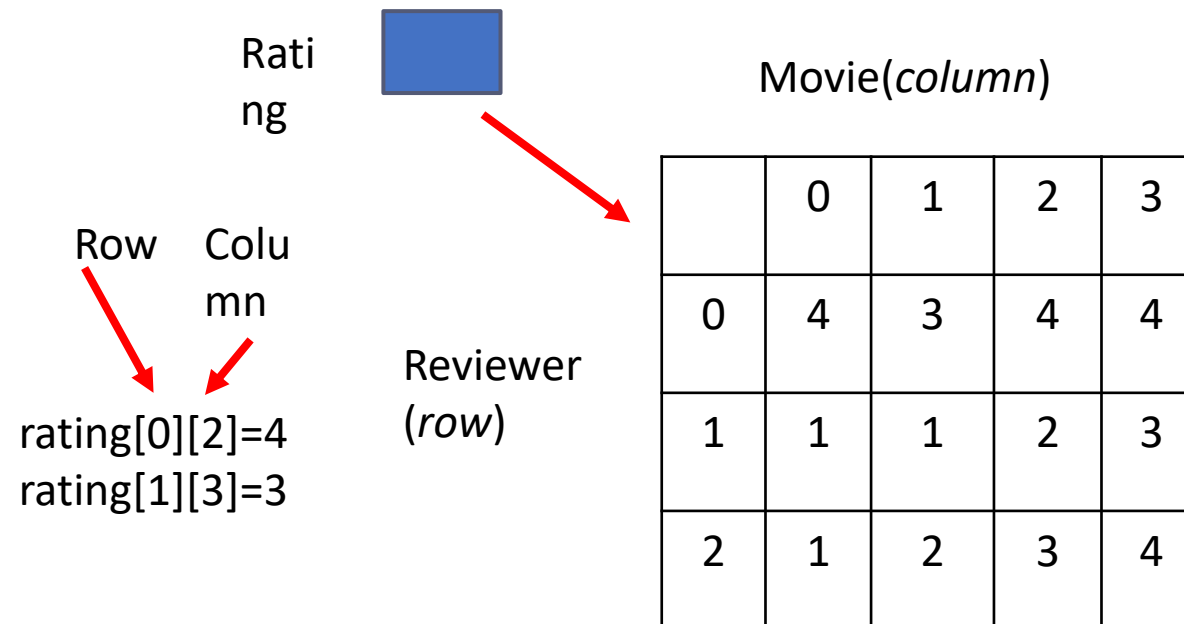 Rati
ng
Movie(column)
Row
Colu
mn
rating[0][2]=4
rating[1][3]=3
Reviewer
(row)
0 1 2 3
0 4 3 4 4
1 1 1 2 3
2 1 2 3 4